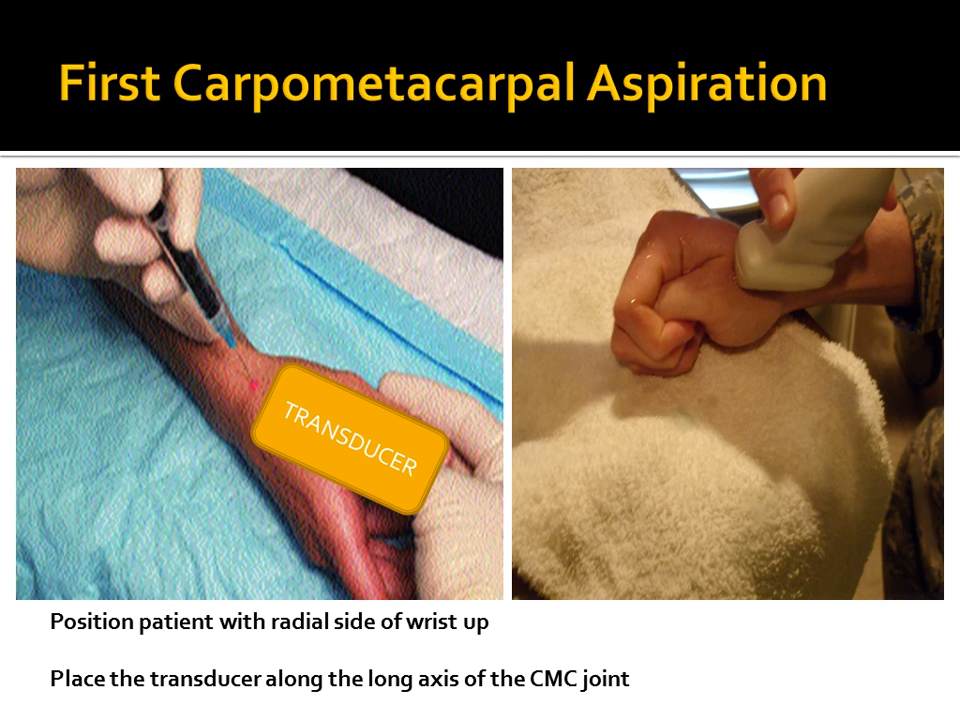 First Carpometacarpal Aspiration
TRANSDUCER
Position patient with radial side of wrist up
Place the transducer along the long axis of the CMC joint